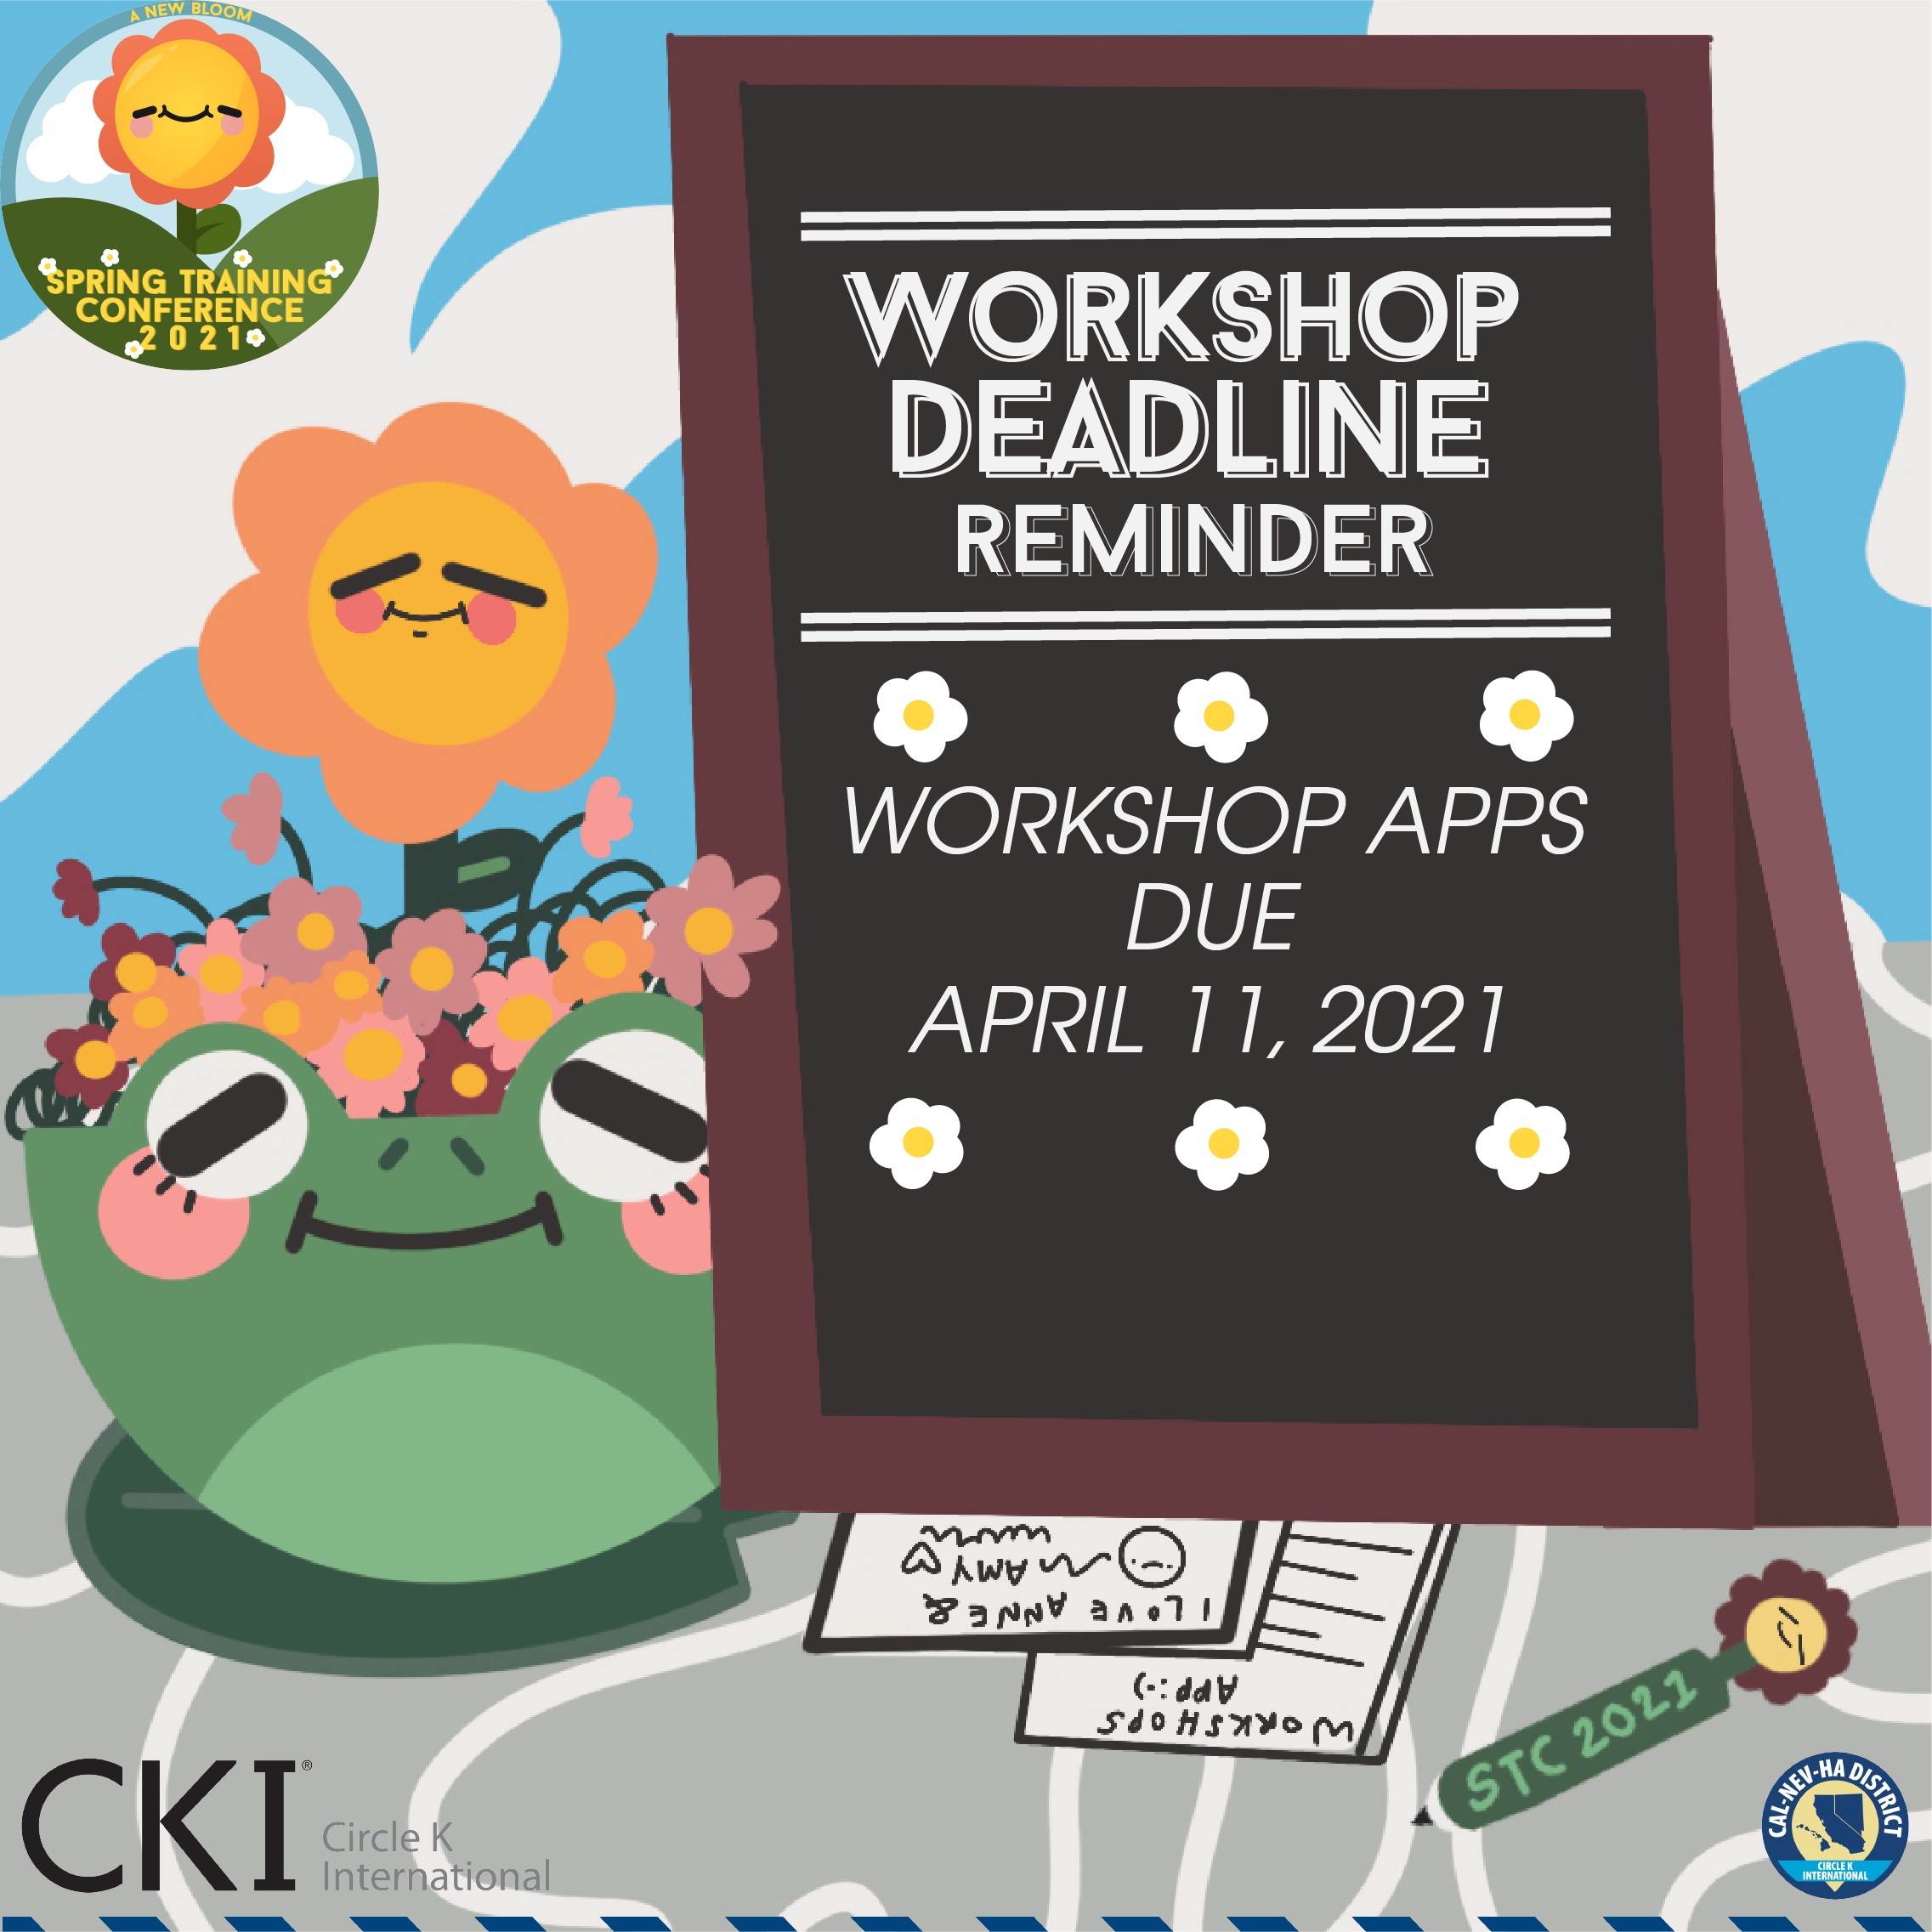 A NEW BLOOM
SPRING TRAINING
CONFERENCE
2021
WORKSHOP
DEADLINE
REMINDER
WORKSHOP APPS
DUE
APRIL 11, 2021
I LOVE ANNE &
AMY
WORKSHOPS
APP :-)
STC 2021
CKI®
Circle K
International
CAL-NEV-HA DISTRICT
CIRCLE K
INTERNATIONAL